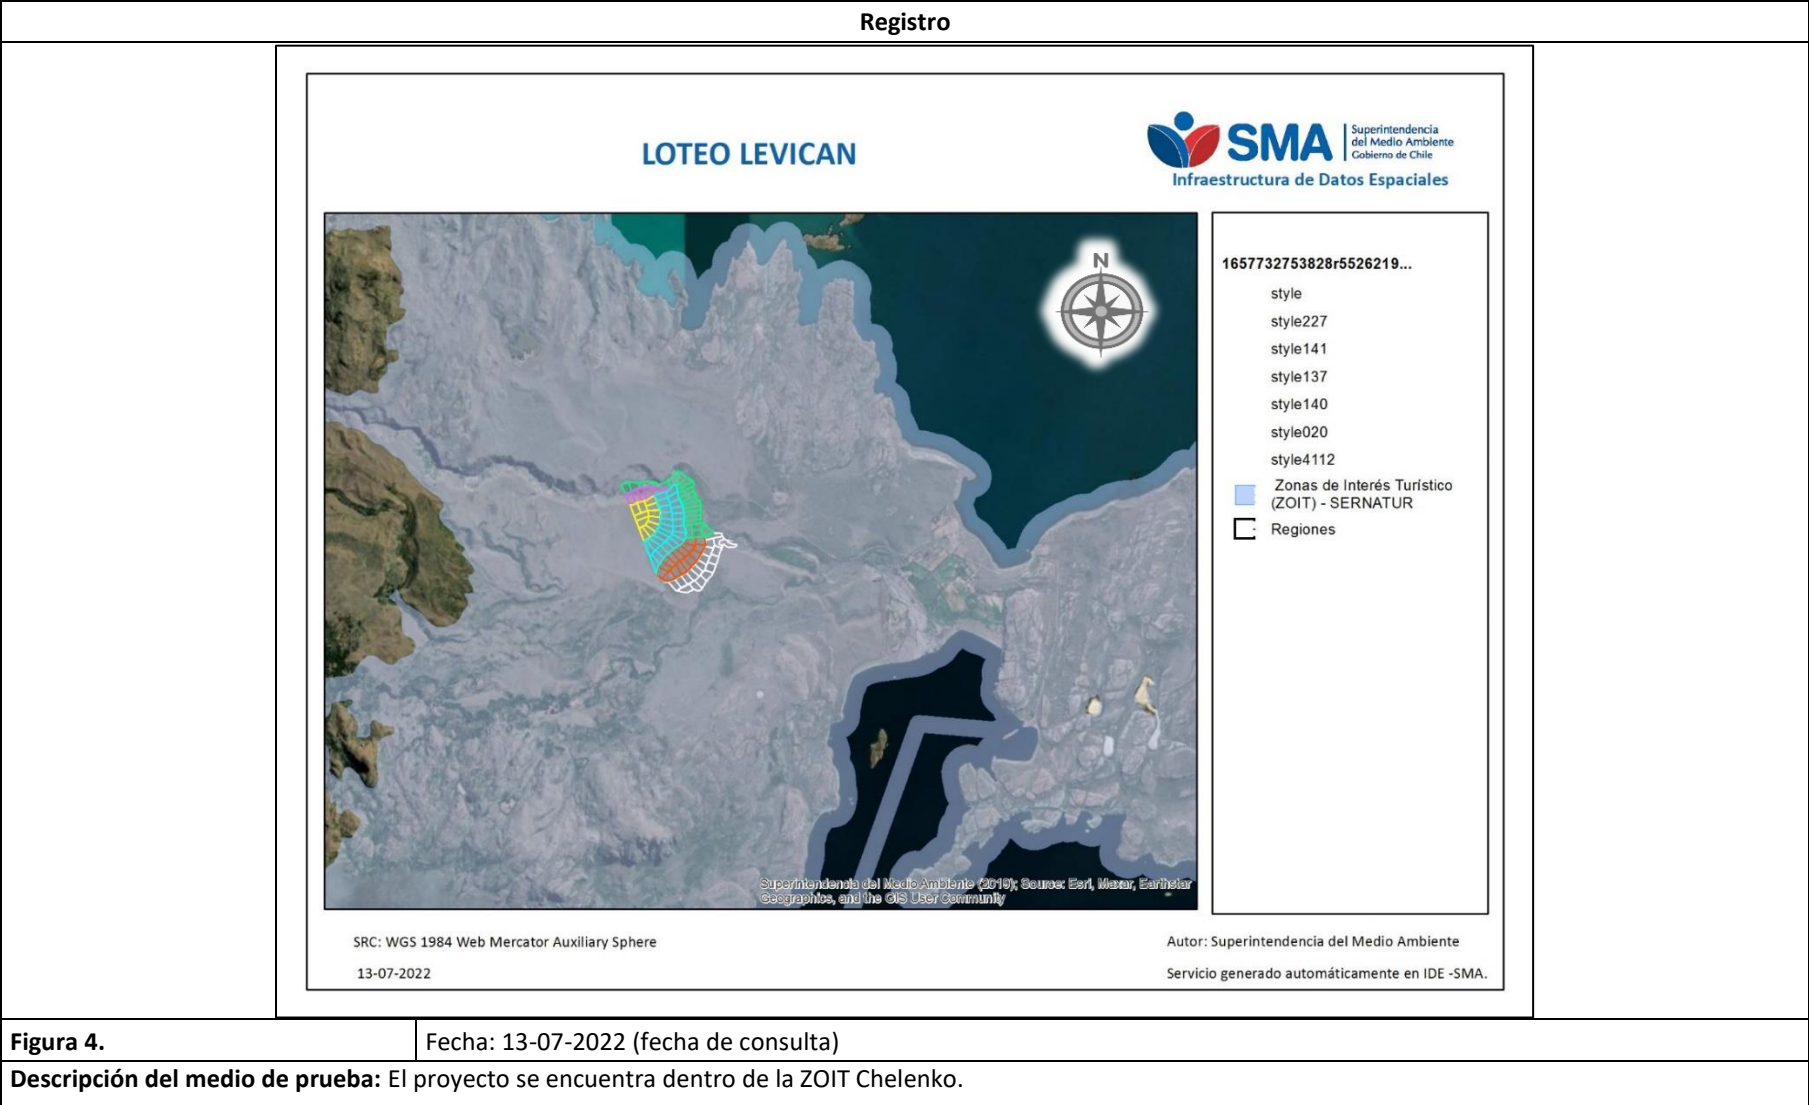 Registro
LOTEO LEVICAN
SMA
Superintendencia
del Medio Ambiente
Gobierno de Chile
Infraestructura de Datos Espaciales
N
1657732753828r5526219...
style
style227
style141
style137
style140
style020
style4112
Zonas de Interés Turístico
(ZOIT) - SERNATUR
Regiones
Superintendencia del Medio Ambiente (2019); Source: Esri, Maxar, Earthstar
Geographics, and the GIS User Community
SRC: WGS 1984 Web Mercator Auxiliary Sphere
Autor: Superintendencia del Medio Ambiente
13-07-2022
Servicio generado automáticamente en IDE -SMA.
Figura 4.
Fecha: 13-07-2022 (fecha de consulta)
Descripción del medio de prueba: El proyecto se encuentra dentro de la ZOIT Chelenko.